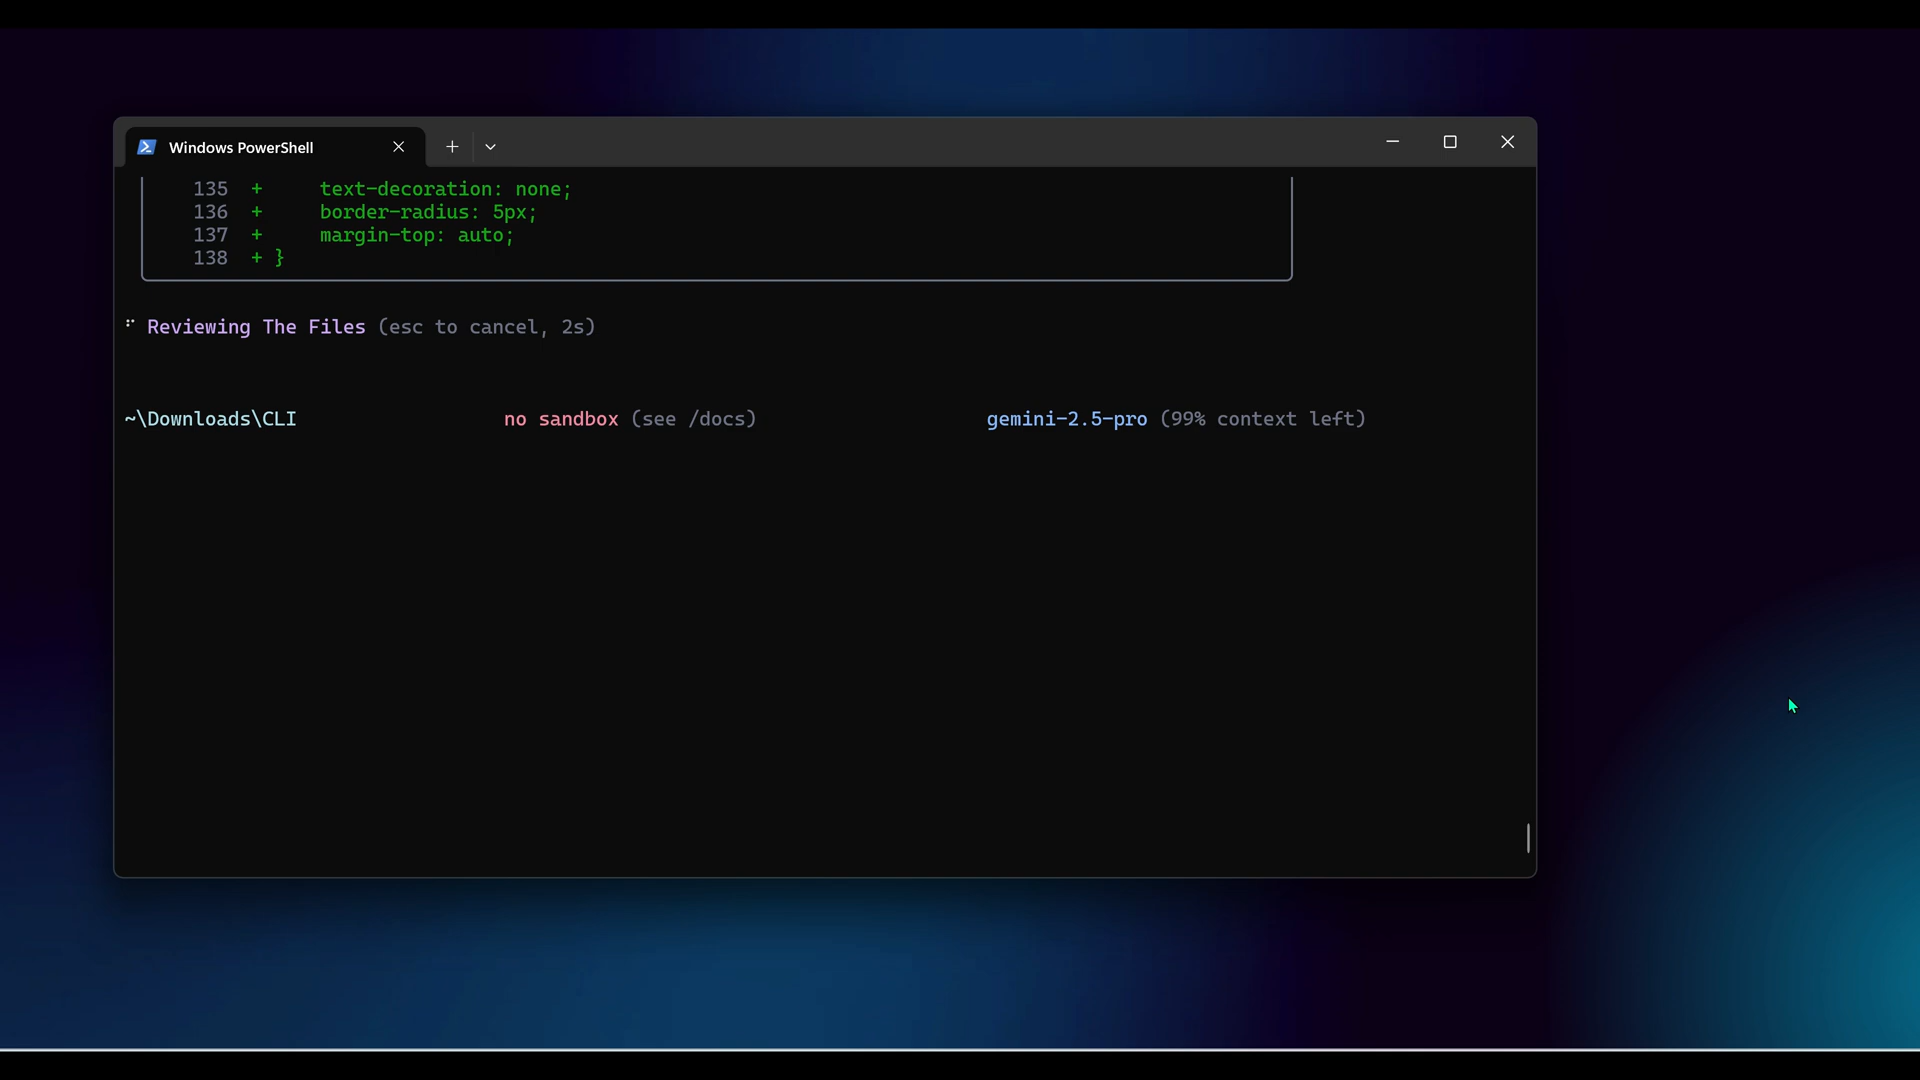 Windows PowerShell
135 + text-decoration: none;
136 + border-radius: 5px;
137 + margin-top: auto;
138 + }
Reviewing The Files (esc to cancel, 2s)
~\Downloads\CLI no sandbox (see /docs) gemini-2.5-pro (99% context left)